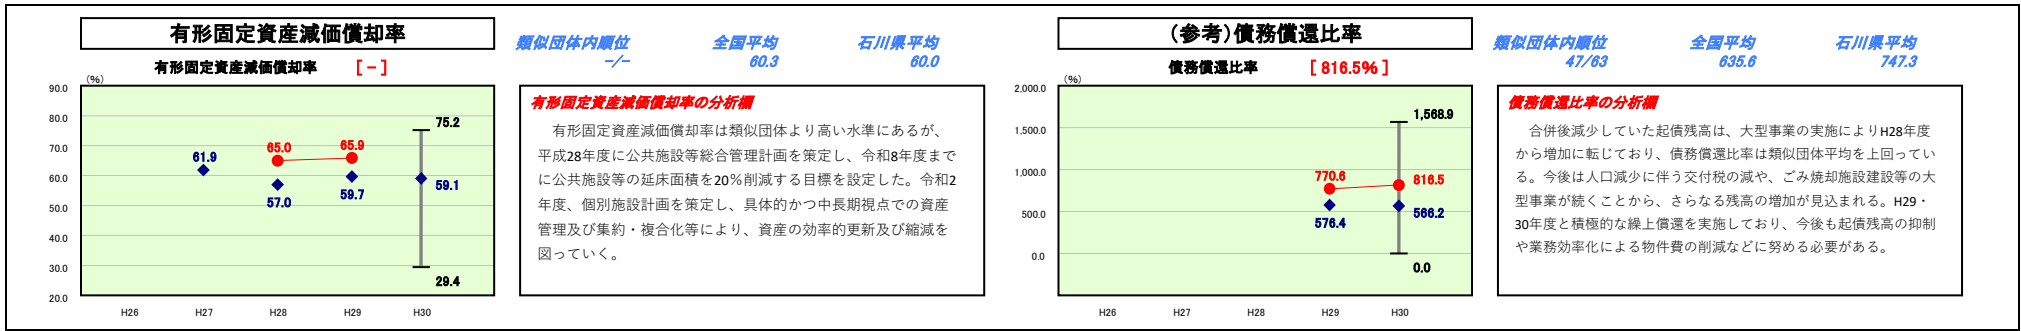 有形固定資産減価償却率
類似団体内順位 全国平均 石川県平均
-/- 60.3 60.0
有形固定資産減価償却率 [ - ]
(%)
90.0
80.0
70.0
60.0
50.0
40.0
30.0
20.0
75.2
61.9
65.0
65.9
57.0
59.7
59.1
29.4
H26 H27 H28 H29 H30
有形固定資産減価償却率の分析欄
有形固定資産減価償却率は類似団体より高い水準にあるが、
平成28年度に公共施設等総合管理計画を策定し、令和8年度まで
に公共施設等の延床面積を20%削減する目標を設定した。令和2
年度、個別施設計画を策定し、具体的かつ中長期視点での資産
管理及び集約・複合化等により、資産の効率的更新及び縮減を
図っていく。
(参考)債務償還比率
類似団体内順位 全国平均 石川県平均
47/63 635.6 747.3
債務償還比率 [ 816.5% ]
(%)
2,000.0
1,500.0
1,000.0
500.0
0.0
1,568.9
770.6
816.5
576.4
566.2
0.0
H26 H27 H28 H29 H30
債務償還比率の分析欄
合併後減少していた起債残高は、大型事業の実施によりH28年度
から増加に転じており、債務償還比率は類似団体平均を上回ってい
る。今後は人口減少に伴う交付税の減や、ごみ焼却施設建設等の大
型事業が続くことから、さらなる残高の増加が見込まれる。H29・
30年度と積極的な繰上償還を実施しており、今後も起債残高の抑制
や業務効率化による物件費の削減などに努める必要がある。